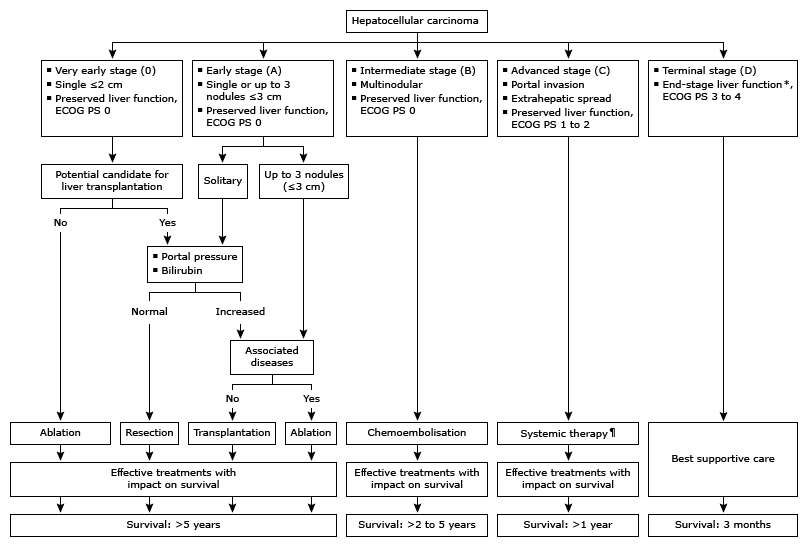 Hepatocellular carcinoma
Very early stage (0)
▪ Single ≤2 cm
▪ Preserved liver function,
ECOG PS 0
Early stage (A)
▪ Single or up to 3
nodules ≤3 cm
▪ Preserved liver function,
ECOG PS 0
Intermediate stage (B)
▪ Multinodular
▪ Preserved liver function,
ECOG PS 0
Advanced stage (C)
▪ Portal invasion
▪ Extrahepatic spread
▪ Preserved liver function,
ECOG PS 1 to 2
Terminal stage (D)
▪ End-stage liver function*,
ECOG PS 3 to 4
Potential candidate for
liver transplantation
Solitary
Up to 3 nodules
(≤3 cm)
No
Yes
▪ Portal pressure
▪ Bilirubin
Normal
Increased
Associated
diseases
No
Yes
Ablation
Resection
Transplantation
Ablation
Chemoembolisation
Systemic therapy¶
Best supportive care
Effective treatments with
impact on survival
Effective treatments with
impact on survival
Effective treatments with
impact on survival
Survival: >5 years
Survival: >2 to 5 years
Survival: >1 year
Survival: 3 months